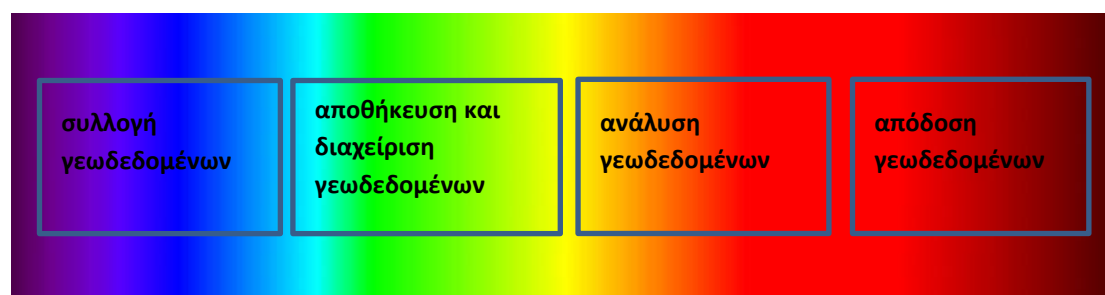 συλλογή
γεωδεδομένων
αποθήκευση και
διαχείριση
γεωδεδομένων
ανάλυση
γεωδεδομένων
απόδοση
γεωδεδομένων